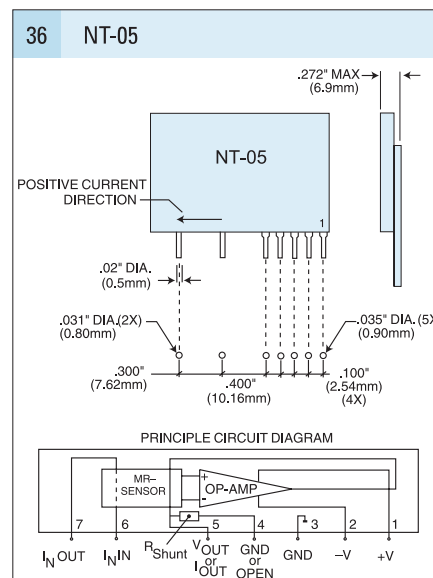 36 NT-05
.272" MAX
(6.9mm)
NT-05
POSITIVE CURRENT
DIRECTION
1
.02" DIA.
(0.5mm)
.031" DIA.(2X)
(0.80mm)
.035" DIA.(5X)
(0.90mm)
.300"
(7.62mm)
.400"
(10.16mm)
.100"
(2.54mm)
(4X)
PRINCIPLE CIRCUIT DIAGRAM
MR–
SENSOR
+
–
OP-AMP
7 6 5 4 3 2 1
IN OUT
IN IN
RShunt
VOUT
or
IOUT
GND
or
OPEN
GND
–V
+V